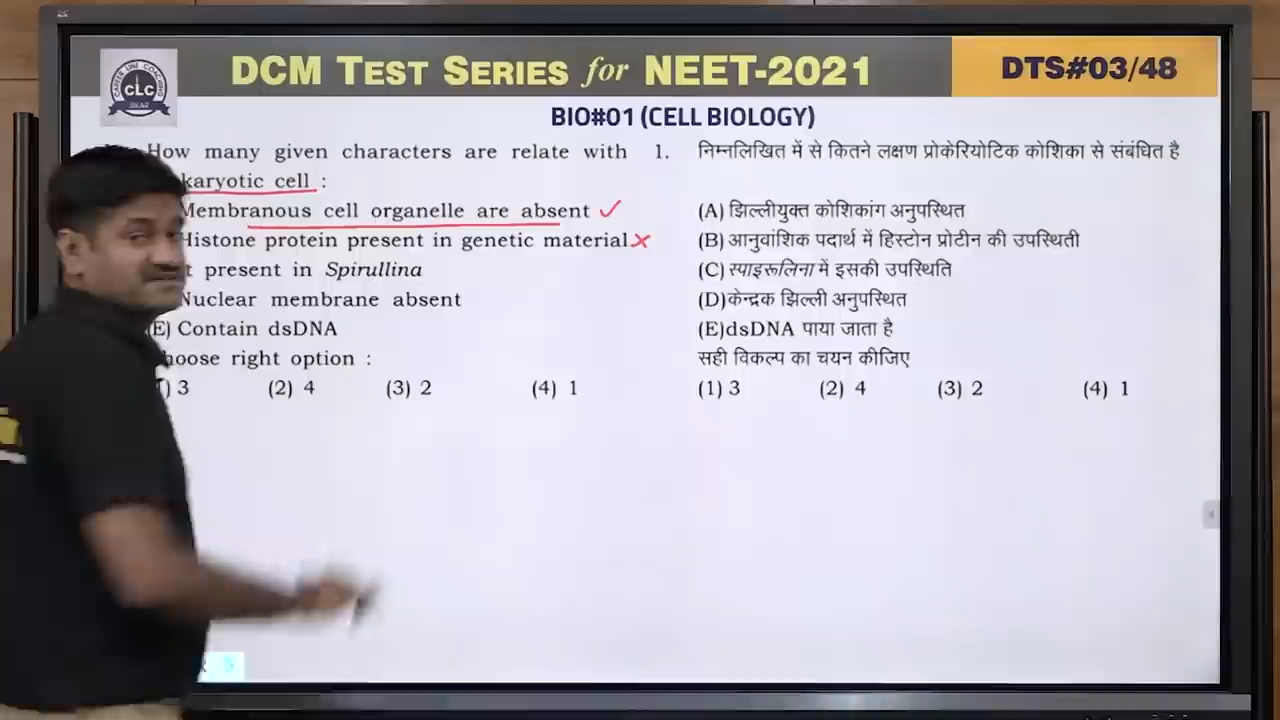 DCM TEST SERIES for NEET-2021
DTS#03/48
CLC
SIKAR
BIO#01 (CELL BIOLOGY)
How many given characters are relate with
karyotic cell :
Membranous cell organelle are absent ✓
Histone protein present in genetic material ✗
t present in Spirullina
Nuclear membrane absent
E) Contain dsDNA
hoose right option :
) 3 (2) 4 (3) 2 (4) 1
1. निम्नलिखित में से कितने लक्षण प्रोकेरियोटिक कोशिका से संबंधित है
(A) झिल्लीयुक्त कोशिकांग अनुपस्थित
(B) आनुवांशिक पदार्थ में हिस्टोन प्रोटीन की उपस्थिती
(C) स्पाइरूलिना में इसकी उपस्थिति
(D) केन्द्रक झिल्ली अनुपस्थित
(E) dsDNA पाया जाता है
सही विकल्प का चयन कीजिए
(1) 3 (2) 4 (3) 2 (4) 1